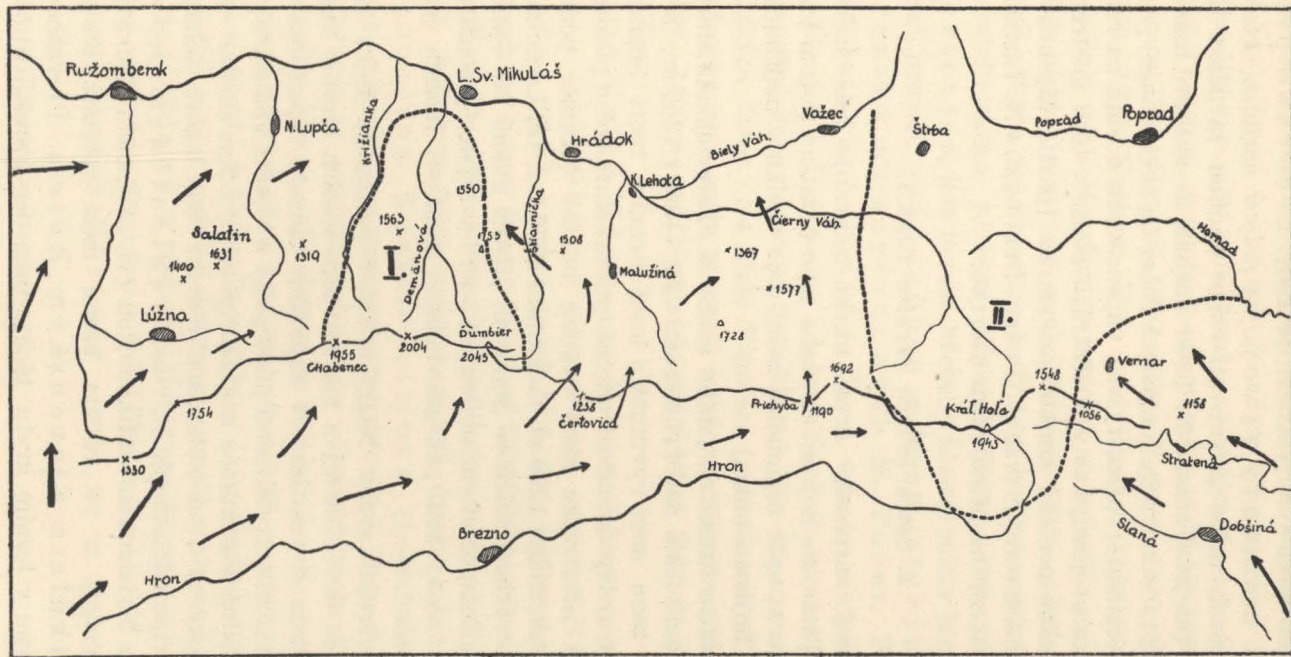 Ružomberok
L. Sv. Mikuláš
N. Lupča
Križianka
Hrádok
Važec
Štrba
Poprad
Poprad
Biely Váh.
K. Lehota
Čierny Váh.
Hornad
Salatín
1631
1400
1319
1563
I.
Demänová
1550
1753
Štiavnička
1508
Malužiná
1367
1577
1728
II.
Lúžna
1955
Chabenec
2004
Ďumbier
2045
1754
1330
1238
Čertovica
Priehyba
1190
1692
Kráľ. Hoľa
1943
1548
1056
Vernar
1158
Stratená
Hron
Brezno
Hron
Slaná
Dobšiná